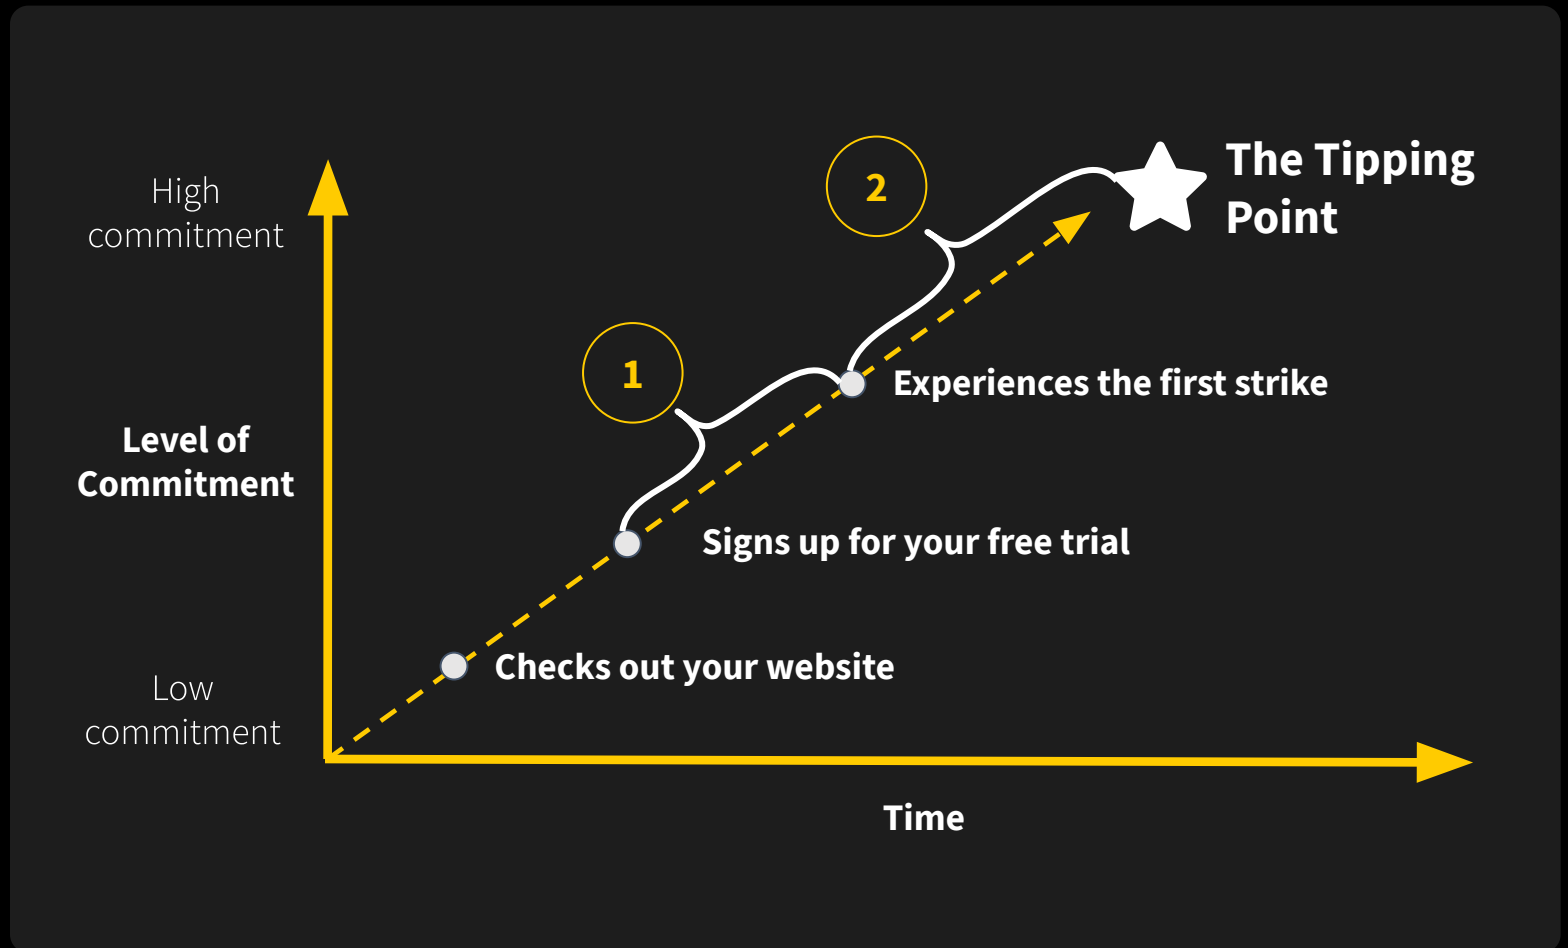 High
commitment
Level of
Commitment
Low
commitment
1
2
The Tipping
Point
Experiences the first strike
Signs up for your free trial
Checks out your website
Time